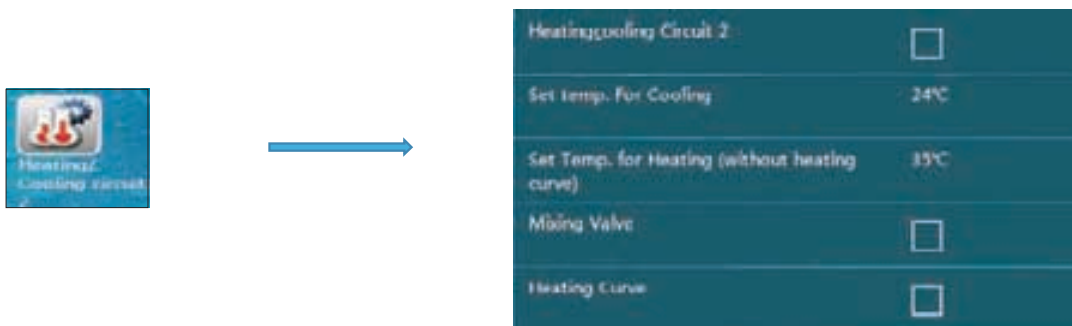 Heating/
Cooling circuit
2
Heating/cooling Circuit 2
Set temp. For Cooling 24℃
Set Temp. for Heating (without heating
curve) 35℃
Mixing Valve
Heating Curve